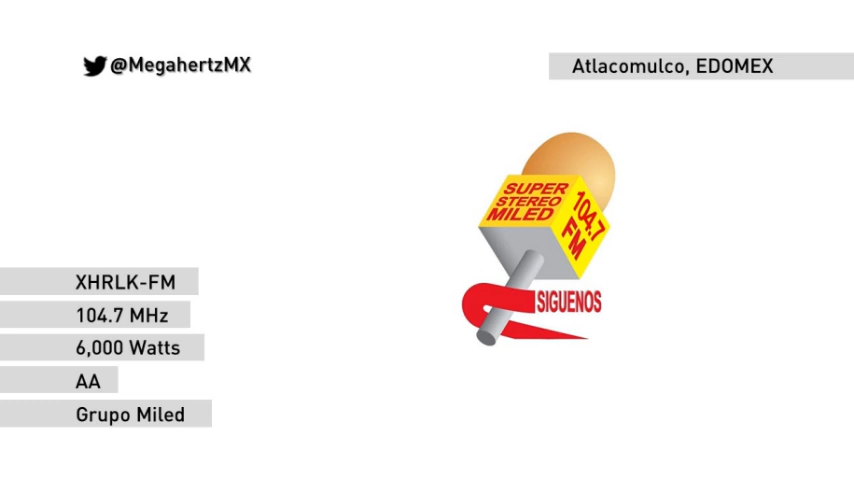 @MegahertzMX
Atlacomulco, EDOMEX
SUPER
STEREO
MILED
104.7
FM
SIGUENOS
XHRLK-FM
104.7 MHz
6,000 Watts
AA
Grupo Miled